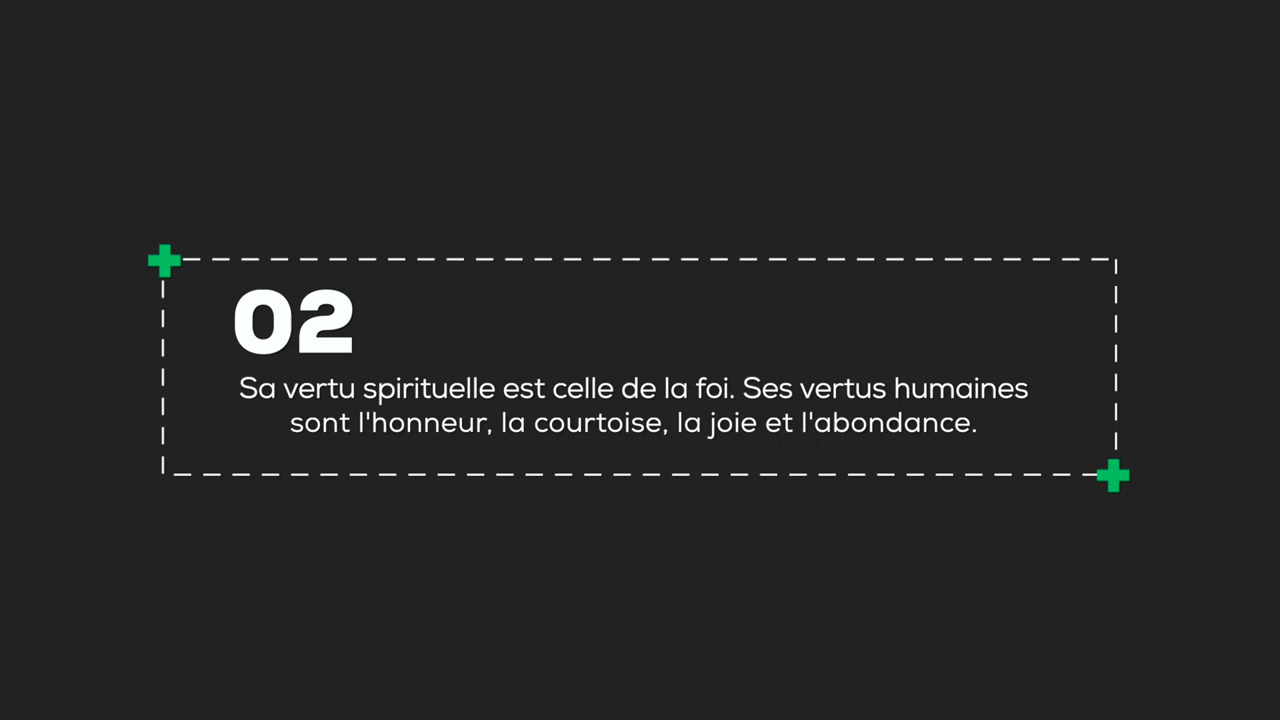 02
Sa vertu spirituelle est celle de la foi. Ses vertus humaines
sont l'honneur, la courtoise, la joie et l'abondance.